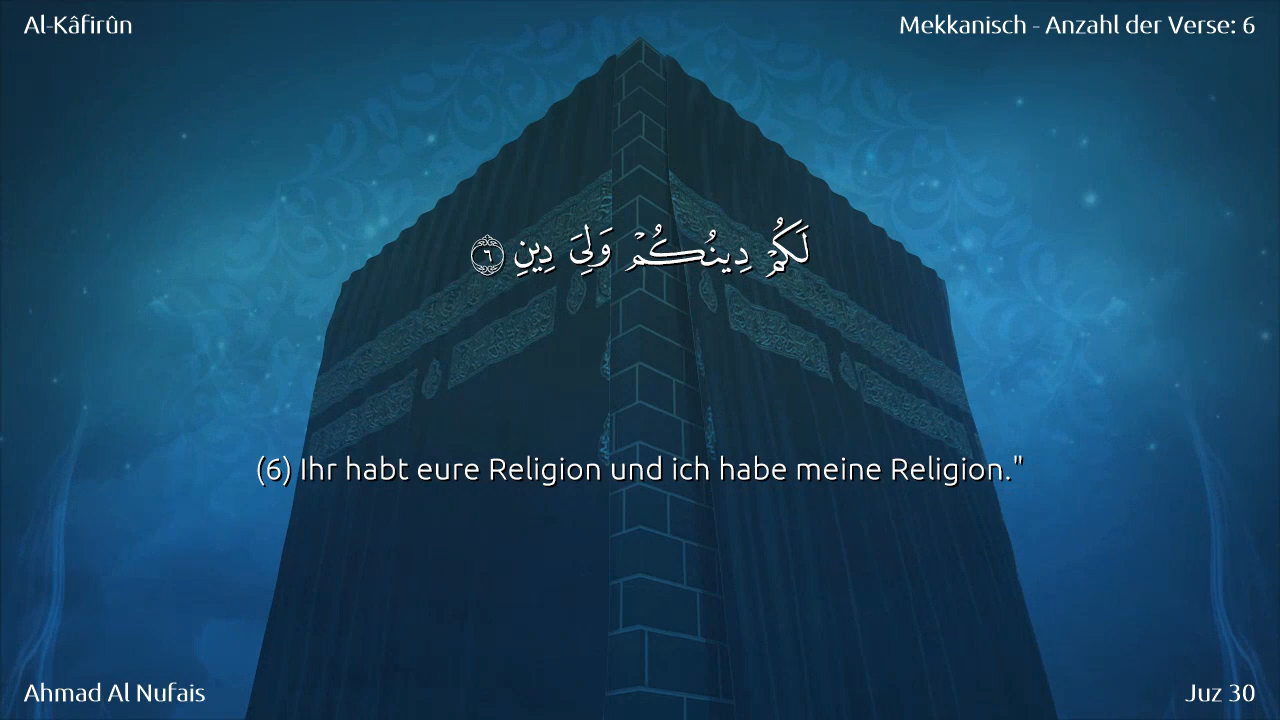 Al-Kâfirûn
Mekkanisch - Anzahl der Verse: 6
لَكُمْ دِينُكُمْ وَلِيَ دِينِ ٦
(6) Ihr habt eure Religion und ich habe meine Religion."
Ahmad Al Nufais
Juz 30